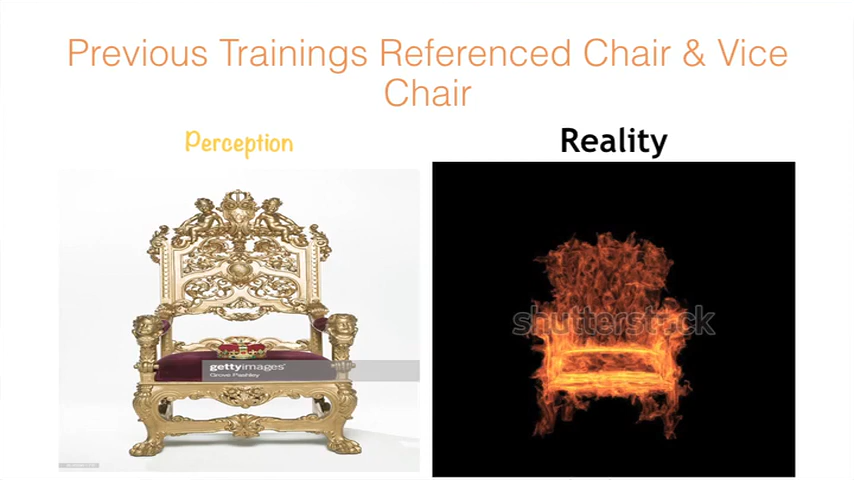 Previous Trainings Referenced Chair & Vice
Chair
Perception
Reality
shutterstock
gettyimages
Grove Pashley